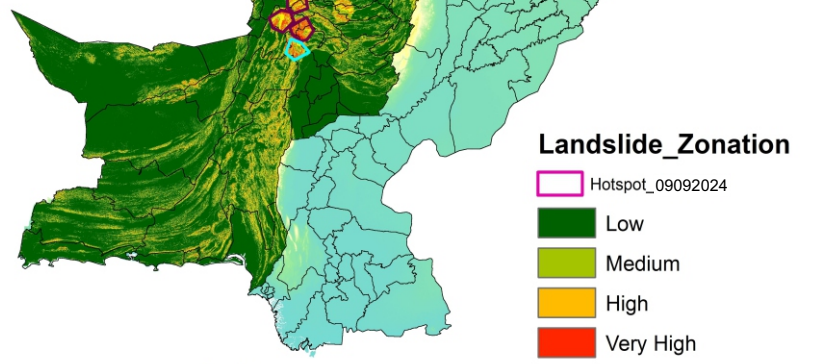 Landslide_Zonation
Hotspot_09092024
Low
Medium
High
Very High